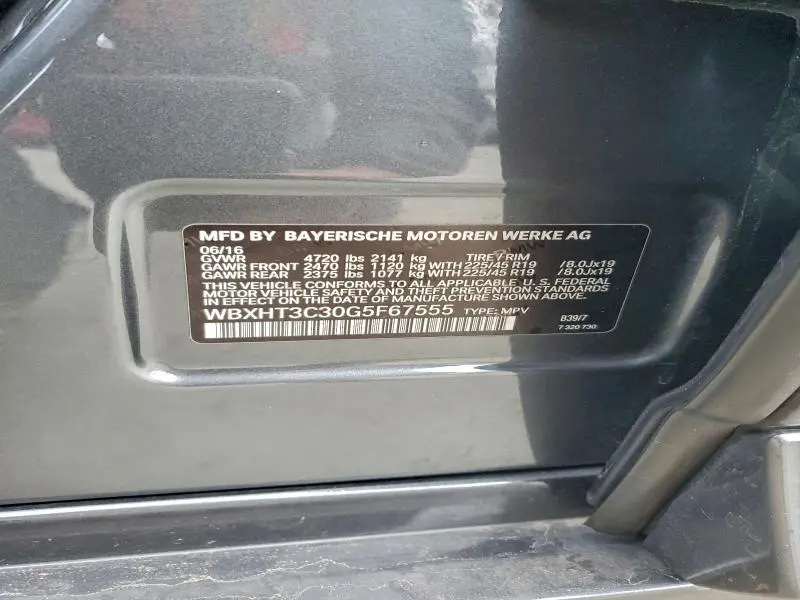 MFD BY BAYERISCHE MOTOREN WERKE AG
06/16
GVWR 4720 lbs 2141 kg TIRE / RIM
GAWR FRONT 2470 lbs 1120 kg WITH 225/45 R19 /8.0Jx19
GAWR REAR 2375 lbs 1077 kg WITH 225/45 R19 /8.0Jx19
THIS VEHICLE CONFORMS TO ALL APPLICABLE U. S. FEDERAL
MOTOR VEHICLE SAFETY AND THEFT PREVENTION STANDARDS
IN EFFECT ON THE DATE OF MANUFACTURE SHOWN ABOVE.
WBXHT3C30G5F67555 TYPE: MPV B39/7
7 320 730